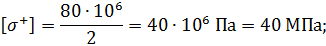 [σ⁺] = 80 · 10⁶ / 2 = 40 · 10⁶ Па = 40 МПа;